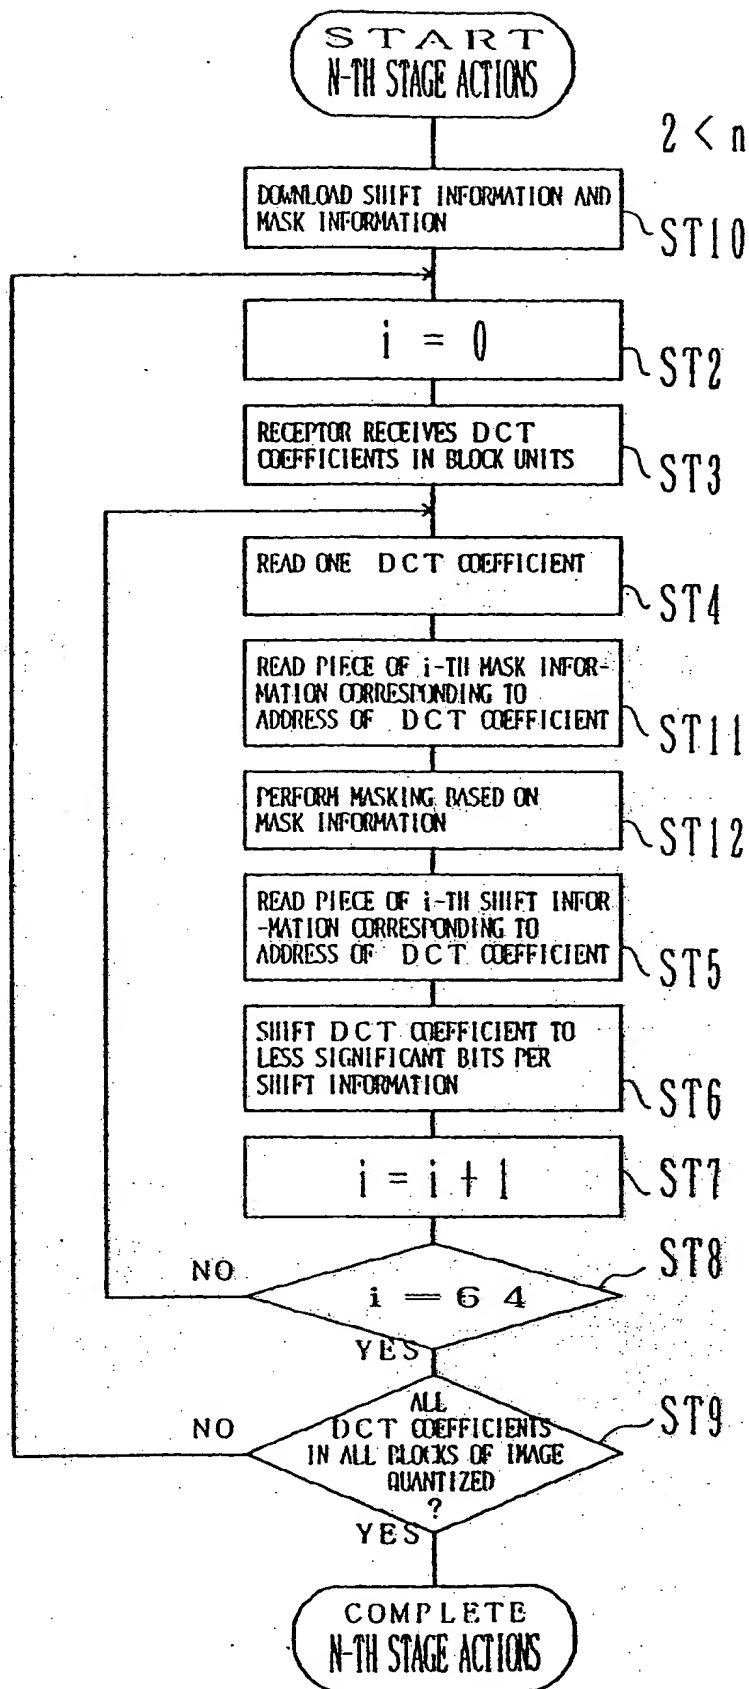 START
N-TH STAGE ACTIONS
2 < n
DOWNLOAD SHIFT INFORMATION AND
MASK INFORMATION
ST10
i = 0
ST2
RECEPTOR RECEIVES DCT
COEFFICIENTS IN BLOCK UNITS
ST3
READ ONE DCT COEFFICIENT
ST4
READ PIECE OF i-TH MASK INFOR-
MATION CORRESPONDING TO
ADDRESS OF DCT COEFFICIENT
ST11
PERFORM MASKING BASED ON
MASK INFORMATION
ST12
READ PIECE OF i-TH SHIFT INFOR
-MATION CORRESPONDING TO
ADDRESS OF DCT COEFFICIENT
ST5
SHIFT DCT COEFFICIENT TO
LESS SIGNIFICANT BITS PER
SHIFT INFORMATION
ST6
i = i + 1
ST7
NO
i = 6 4
ST8
YES
NO
ALL
DCT COEFFICIENTS
IN ALL BLOCKS OF IMAGE
QUANTIZED
?
ST9
YES
COMPLETE
N-TH STAGE ACTIONS